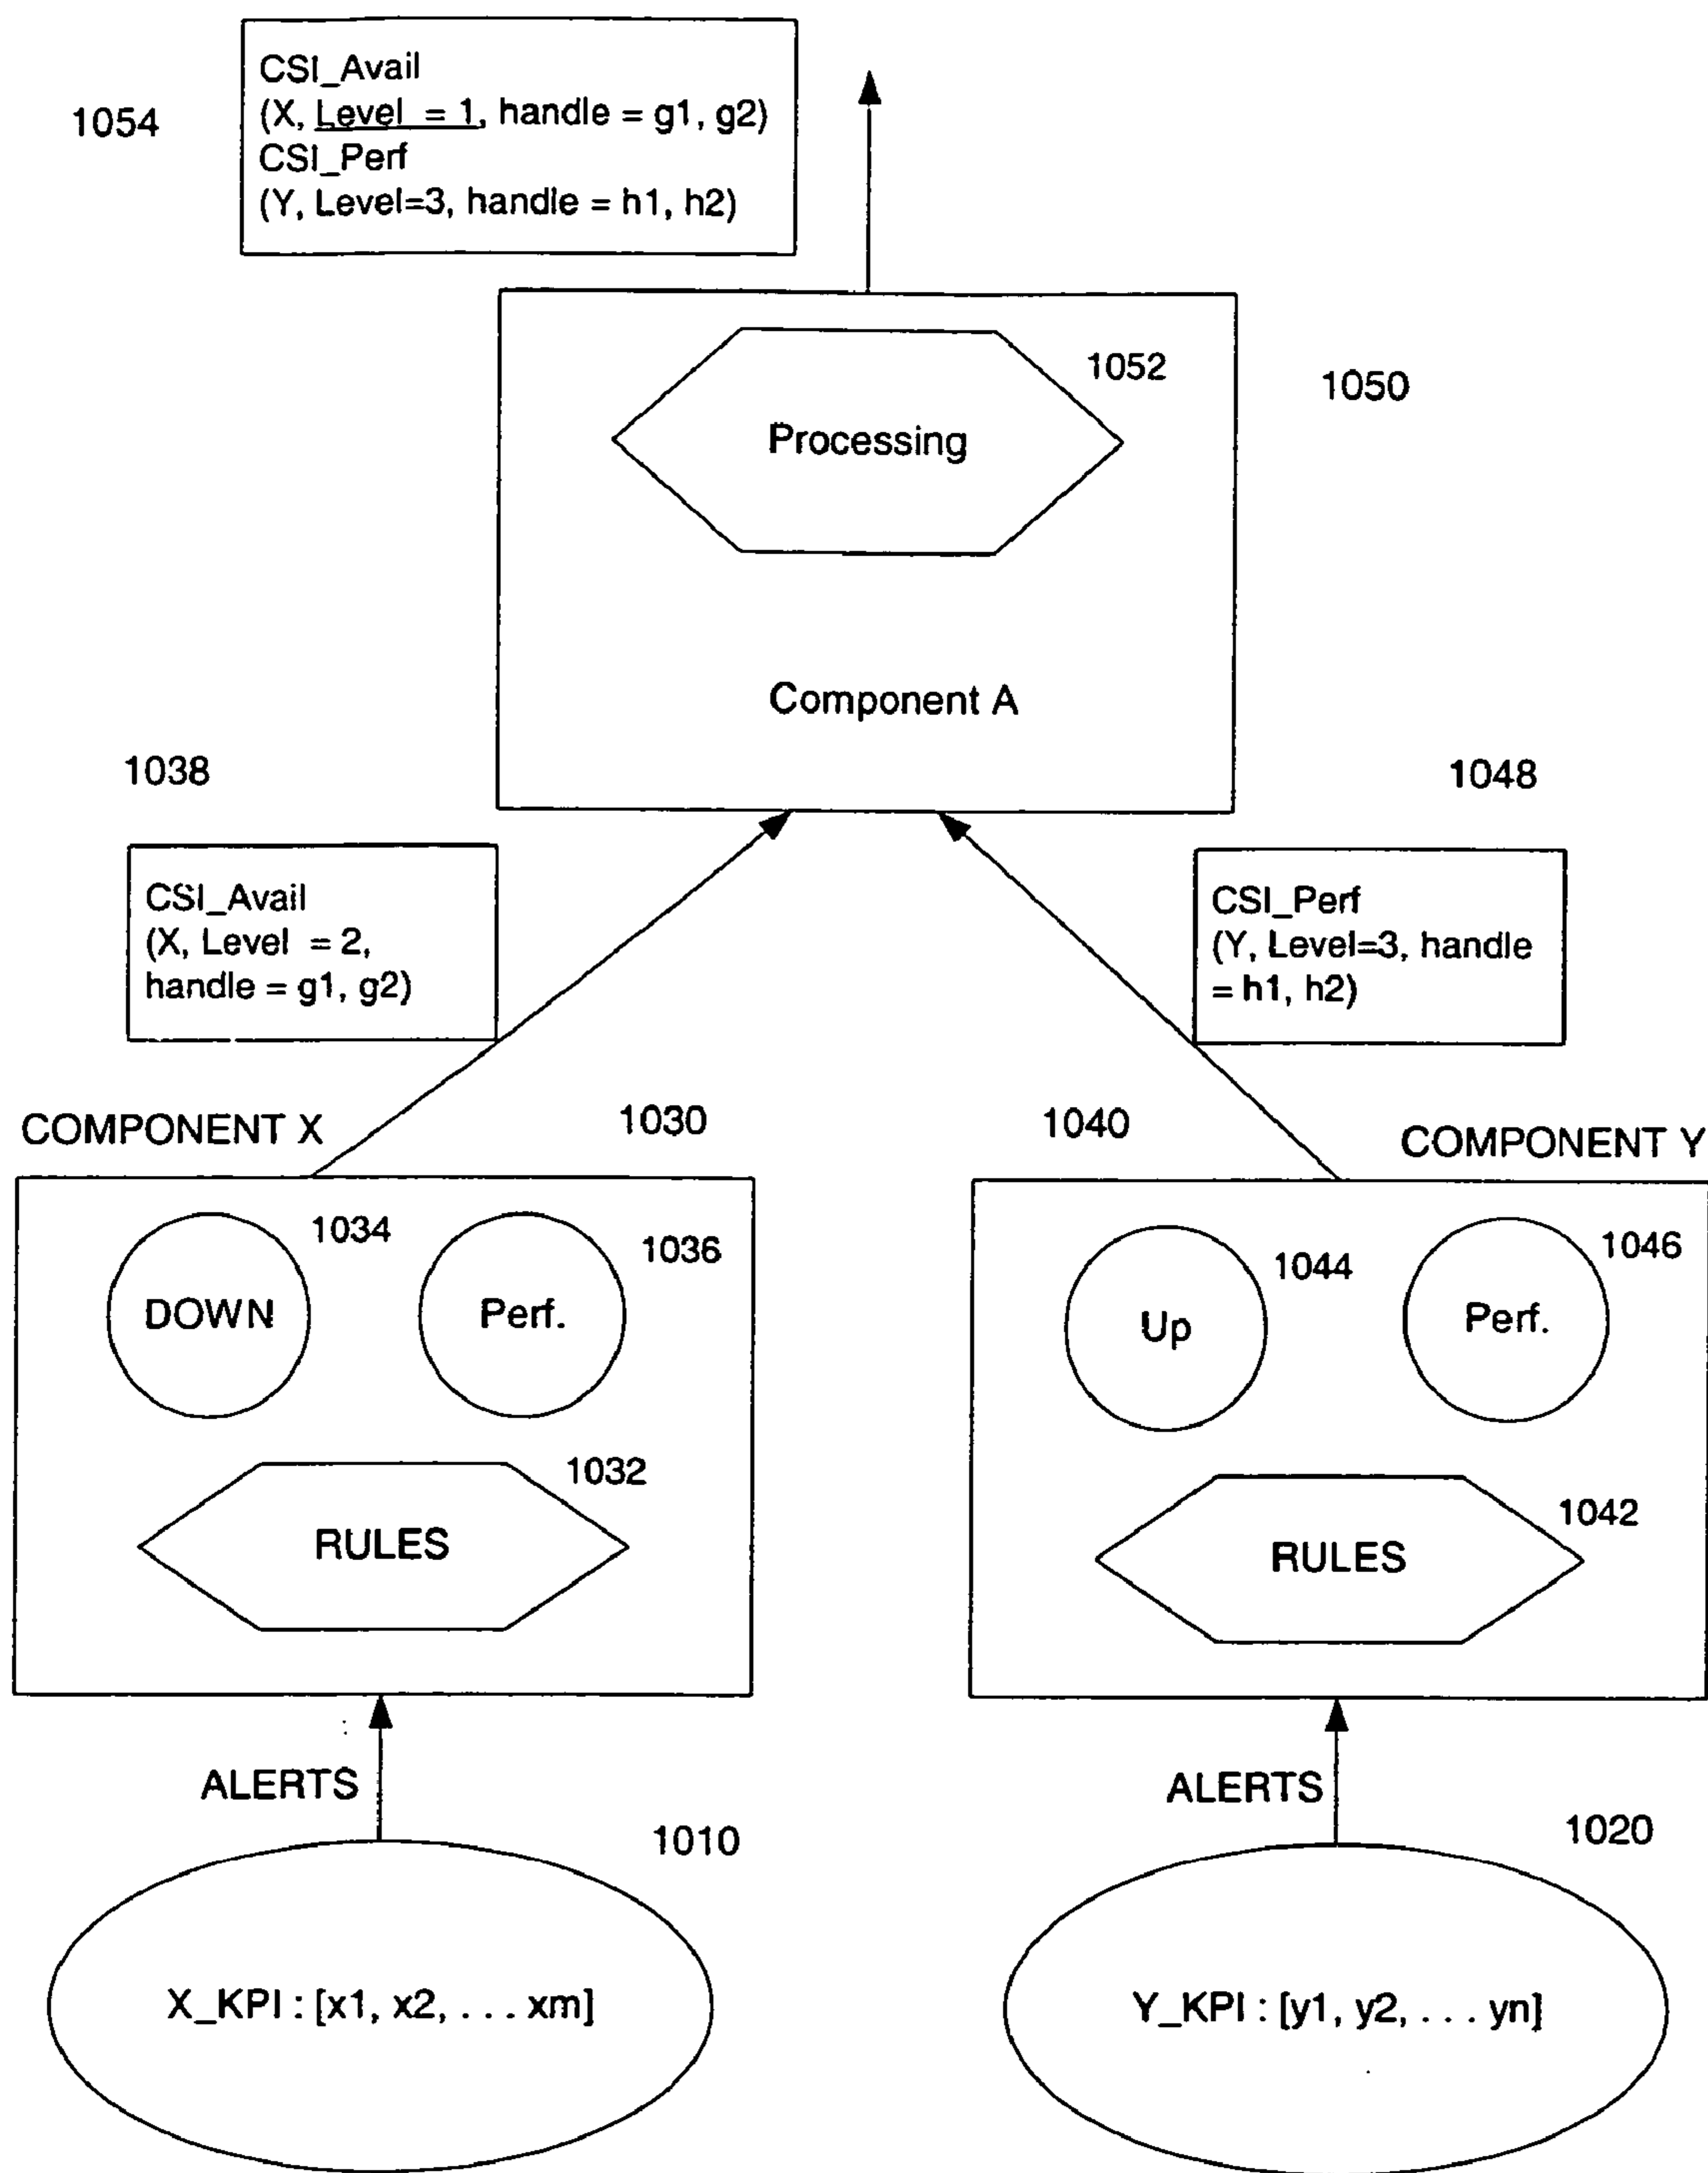 CSI_Avail
(X, Level = 1, handle = g1, g2)
CSI_Perf
(Y, Level=3, handle = h1, h2)
1054
1052
Processing
1050
Component A
1038
1048
CSI_Avail
(X, Level = 2,
handle = g1, g2)
CSI_Perf
(Y, Level=3, handle
= h1, h2)
COMPONENT X
1030
1040
COMPONENT Y
DOWN
1034
Perf.
1036
RULES
1032
Up
1044
Perf.
1046
RULES
1042
ALERTS
ALERTS
1010
1020
X_KPI : [x1, x2, . . . xm]
Y_KPI : [y1, y2, . . . yn]